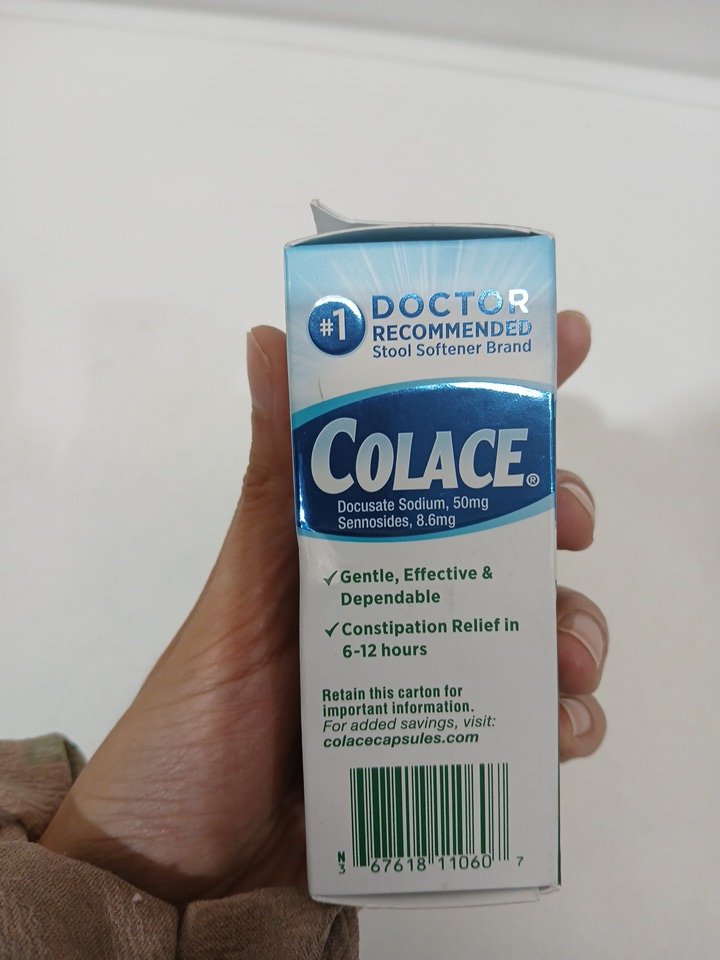 #1
DOCTOR
RECOMMENDED
Stool Softener Brand
COLACE®
Docusate Sodium, 50mg
Sennosides, 8.6mg
✓Gentle, Effective &
Dependable
✓Constipation Relief in
6-12 hours
Retain this carton for
important information.
For added savings, visit:
colacecapsules.com
N
3 67618 11060 7